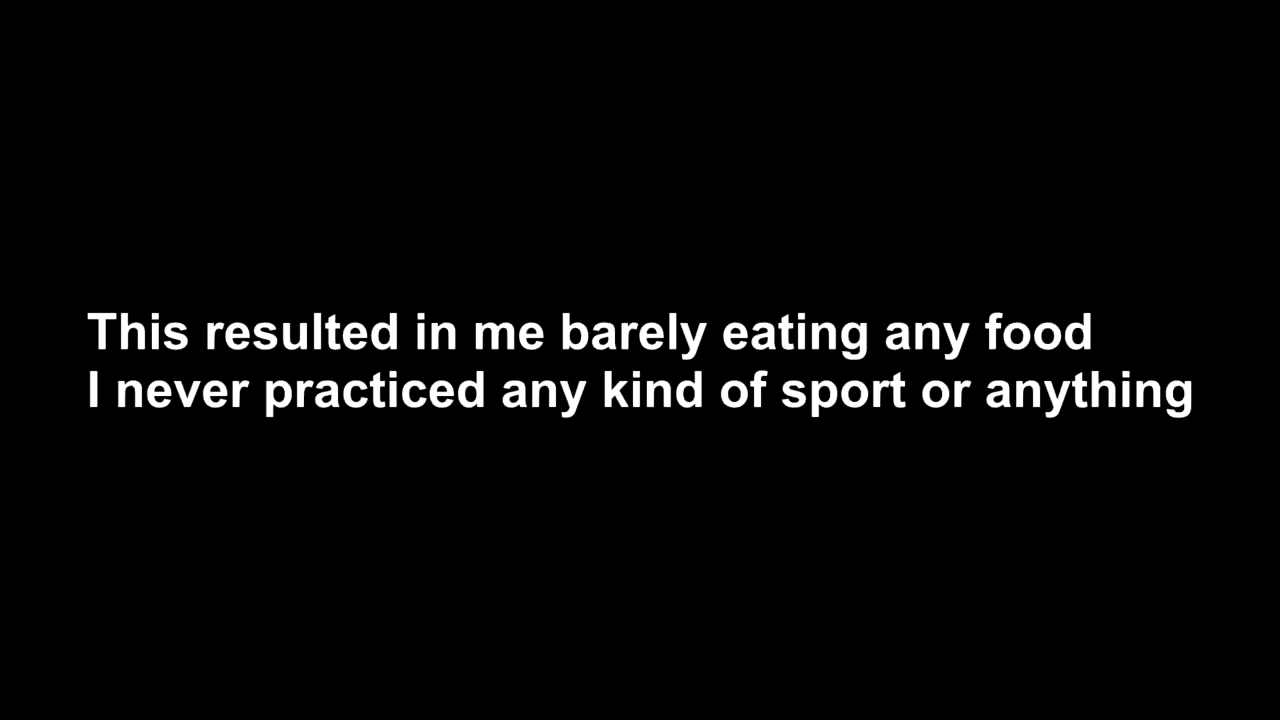 This resulted in me barely eating any food
I never practiced any kind of sport or anything